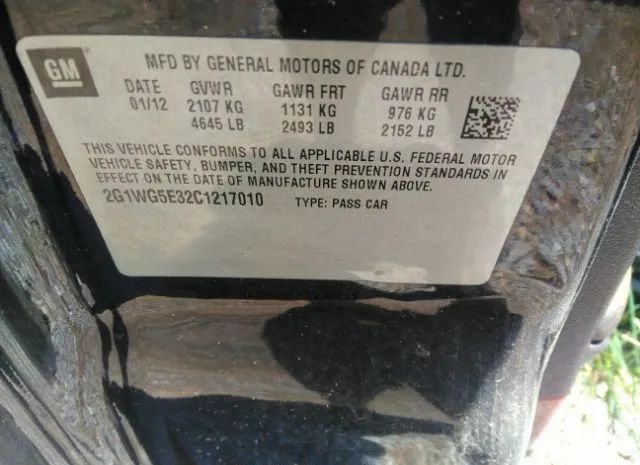 GM
MFD BY GENERAL MOTORS OF CANADA LTD.
DATE GVWR GAWR FRT GAWR RR
01/12 2107 KG 1131 KG 976 KG
4645 LB 2493 LB 2152 LB
THIS VEHICLE CONFORMS TO ALL APPLICABLE U.S. FEDERAL MOTOR
VEHICLE SAFETY, BUMPER, AND THEFT PREVENTION STANDARDS IN
EFFECT ON THE DATE OF MANUFACTURE SHOWN ABOVE.
2G1WG5E32C1217010 TYPE: PASS CAR